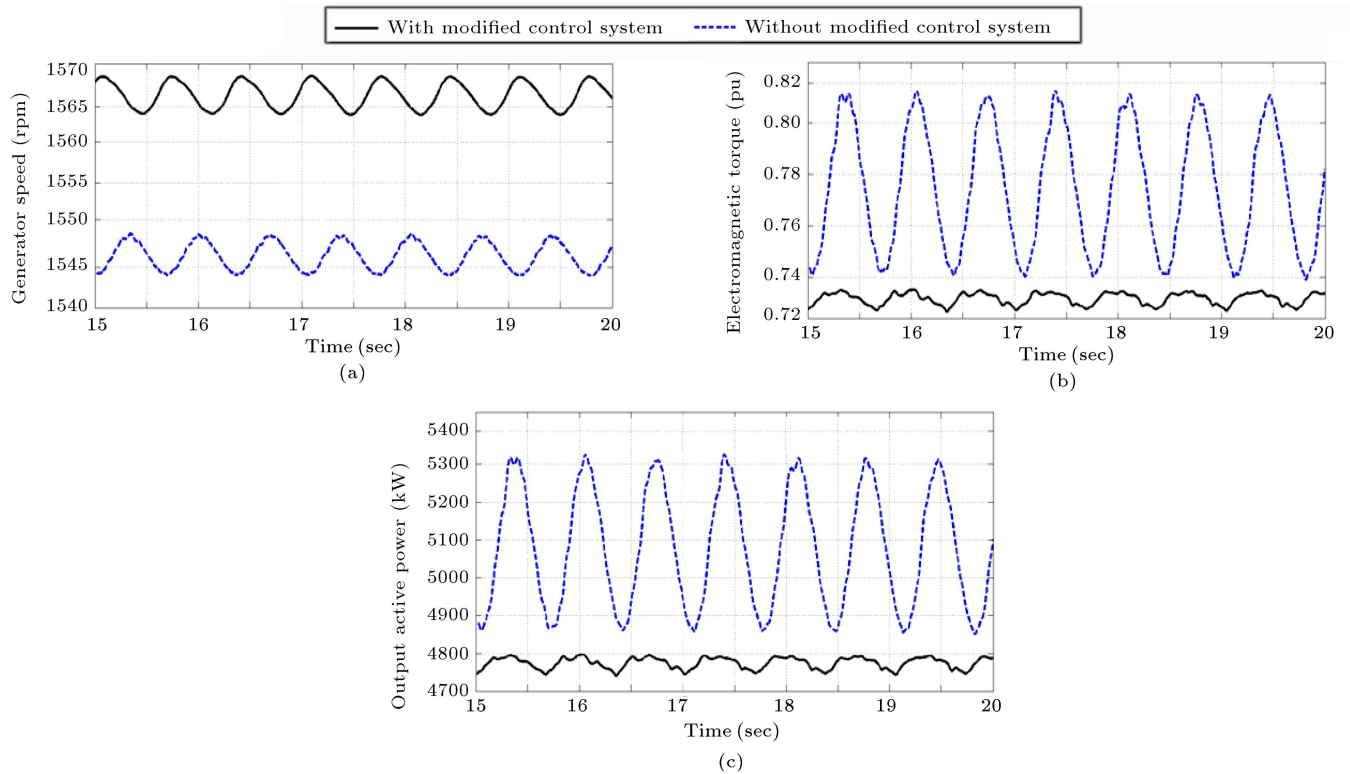 With modified control system
Without modified control system
Generator speed (rpm)
1570
1565
1560
1555
1550
1545
1540
15 16 17 18 19 20
Time (sec)
(a)
Electromagnetic torque (pu)
0.82
0.80
0.78
0.76
0.74
0.72
15 16 17 18 19 20
Time (sec)
(b)
Output active power (kW)
5400
5300
5200
5100
5000
4900
4800
4700
15 16 17 18 19 20
Time (sec)
(c)